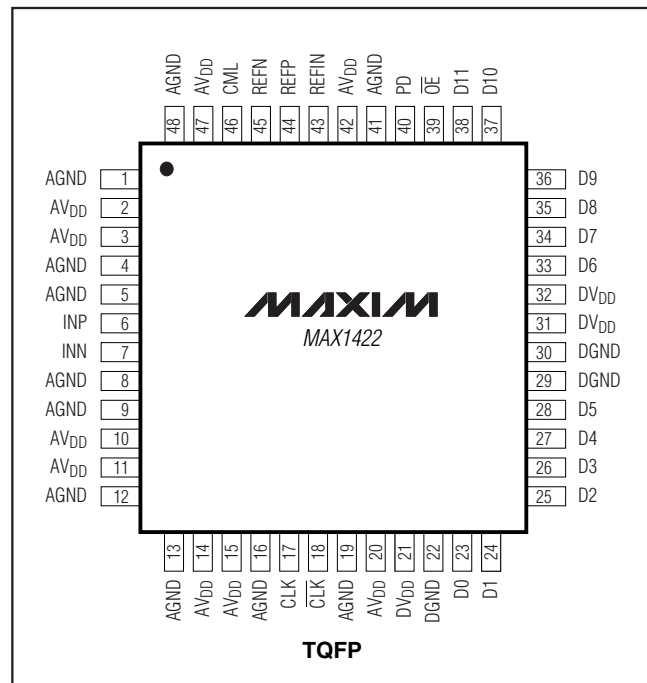 AGND AVDD CML REFN REFP REFIN AVDD AGND PD OE D11 D10
48 47 46 45 44 43 42 41 40 39 38 37
AGND 1 36 D9
AVDD 2 35 D8
AVDD 3 34 D7
AGND 4 33 D6
AGND 5 32 DVDD
INP 6 31 DVDD
INN 7 30 DGND
AGND 8 29 DGND
AGND 9 28 D5
AVDD 10 27 D4
AVDD 11 26 D3
AGND 12 25 D2
MAXIM
MAX1422
13 14 15 16 17 18 19 20 21 22 23 24
AGND AVDD AVDD AGND CLK CLK AGND AVDD DVDD DGND D0 D1
TQFP